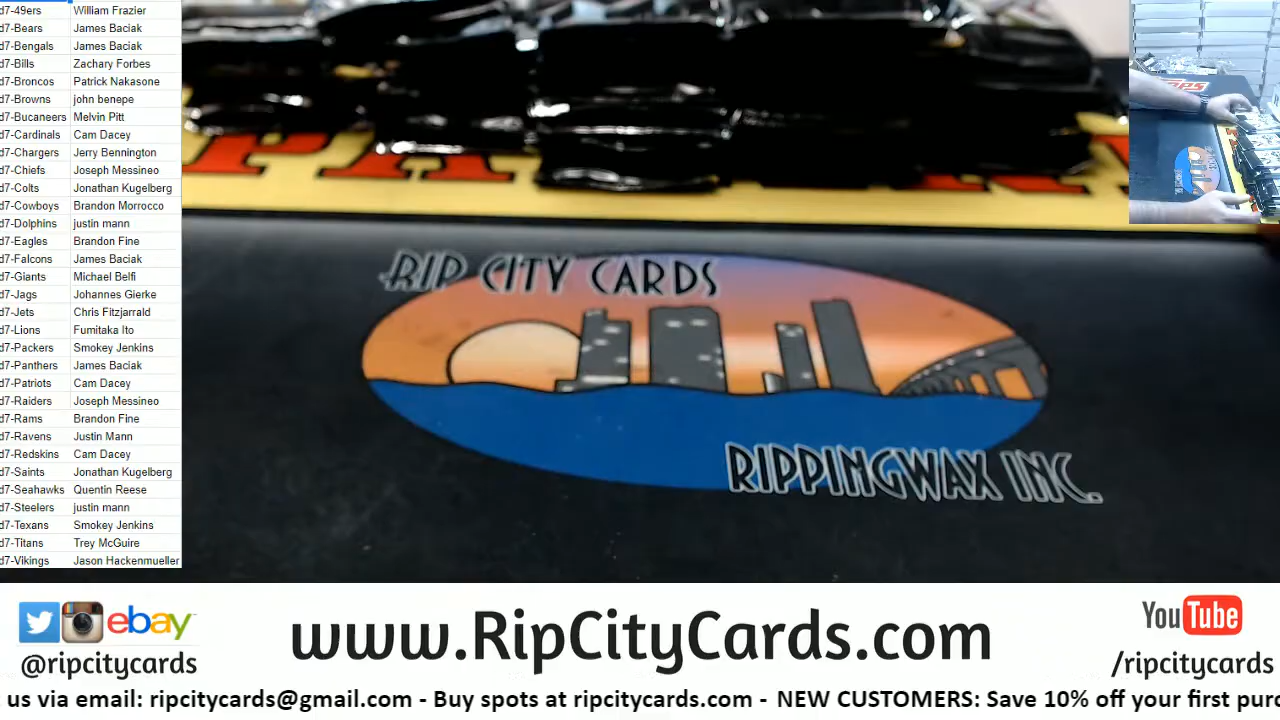 d7-49ers William Frazier
d7-Bears James Baciak
d7-Bengals James Baciak
d7-Bills Zachary Forbes
d7-Broncos Patrick Nakasone
d7-Browns john benepe
d7-Bucaneers Melvin Pitt
d7-Cardinals Cam Dacey
d7-Chargers Jerry Bennington
d7-Chiefs Joseph Messineo
d7-Colts Jonathan Kugelberg
d7-Cowboys Brandon Morrocco
d7-Dolphins justin mann
d7-Eagles Brandon Fine
d7-Falcons James Baciak
d7-Giants Michael Belfi
d7-Jags Johannes Gierke
d7-Jets Chris Fitzjarrald
d7-Lions Fumitaka Ito
d7-Packers Smokey Jenkins
d7-Panthers James Baciak
d7-Patriots Cam Dacey
d7-Raiders Joseph Messineo
d7-Rams Brandon Fine
d7-Ravens Justin Mann
d7-Redskins Cam Dacey
d7-Saints Jonathan Kugelberg
d7-Seahawks Quentin Reese
d7-Steelers justin mann
d7-Texans Smokey Jenkins
d7-Titans Trey McGuire
d7-Vikings Jason Hackenmueller
RIP CITY CARDS
RIPPINGWAX INC.
ebay
@ripcitycards
www.RipCityCards.com
YouTube
/ripcitycards
us via email: ripcitycards@gmail.com - Buy spots at ripcitycards.com - NEW CUSTOMERS: Save 10% off your first